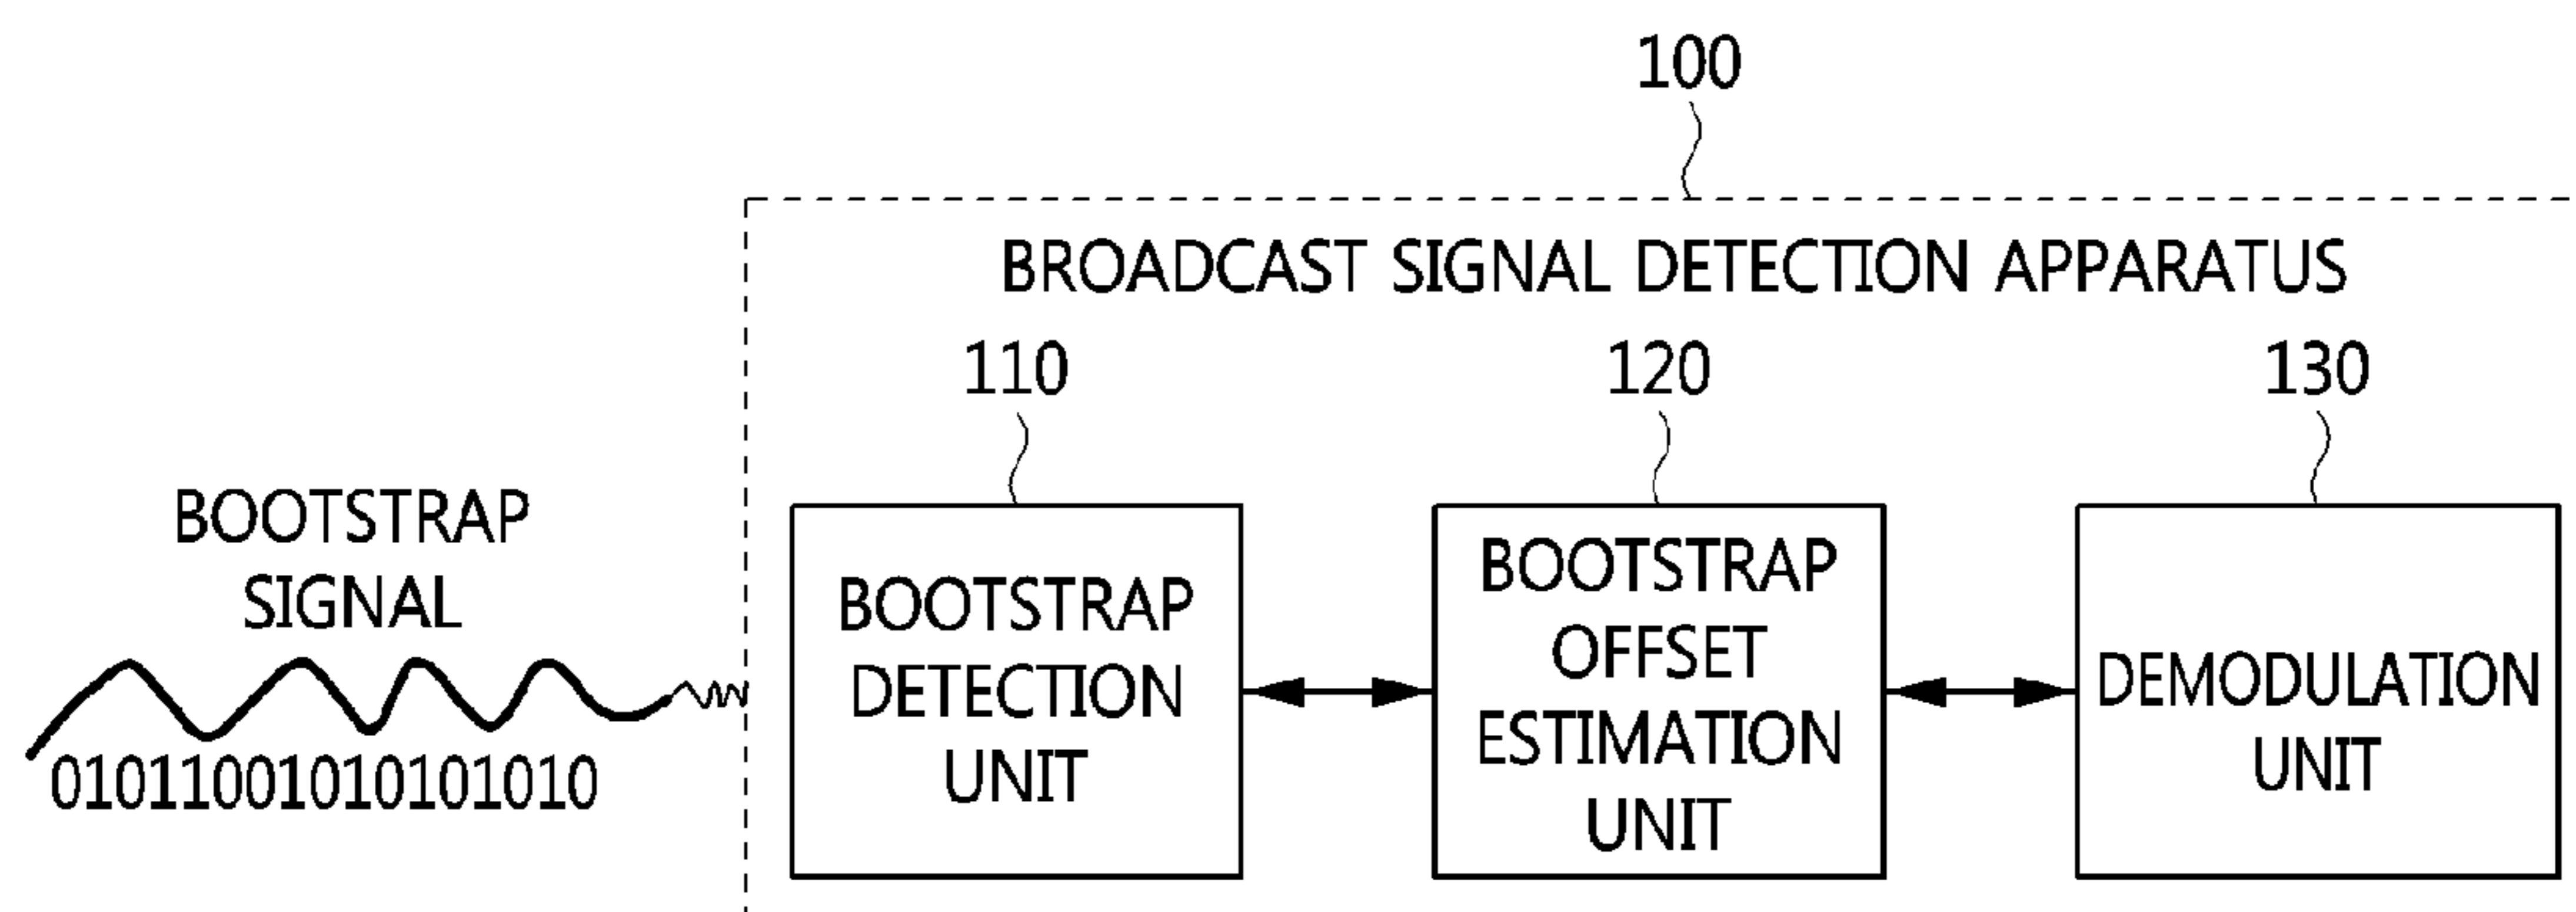 100
BROADCAST SIGNAL DETECTION APPARATUS
110
120
130
BOOTSTRAP
SIGNAL
0101100101010101010
BOOTSTRAP
DETECTION
UNIT
BOOTSTRAP
OFFSET
ESTIMATION
UNIT
DEMODULATION
UNIT